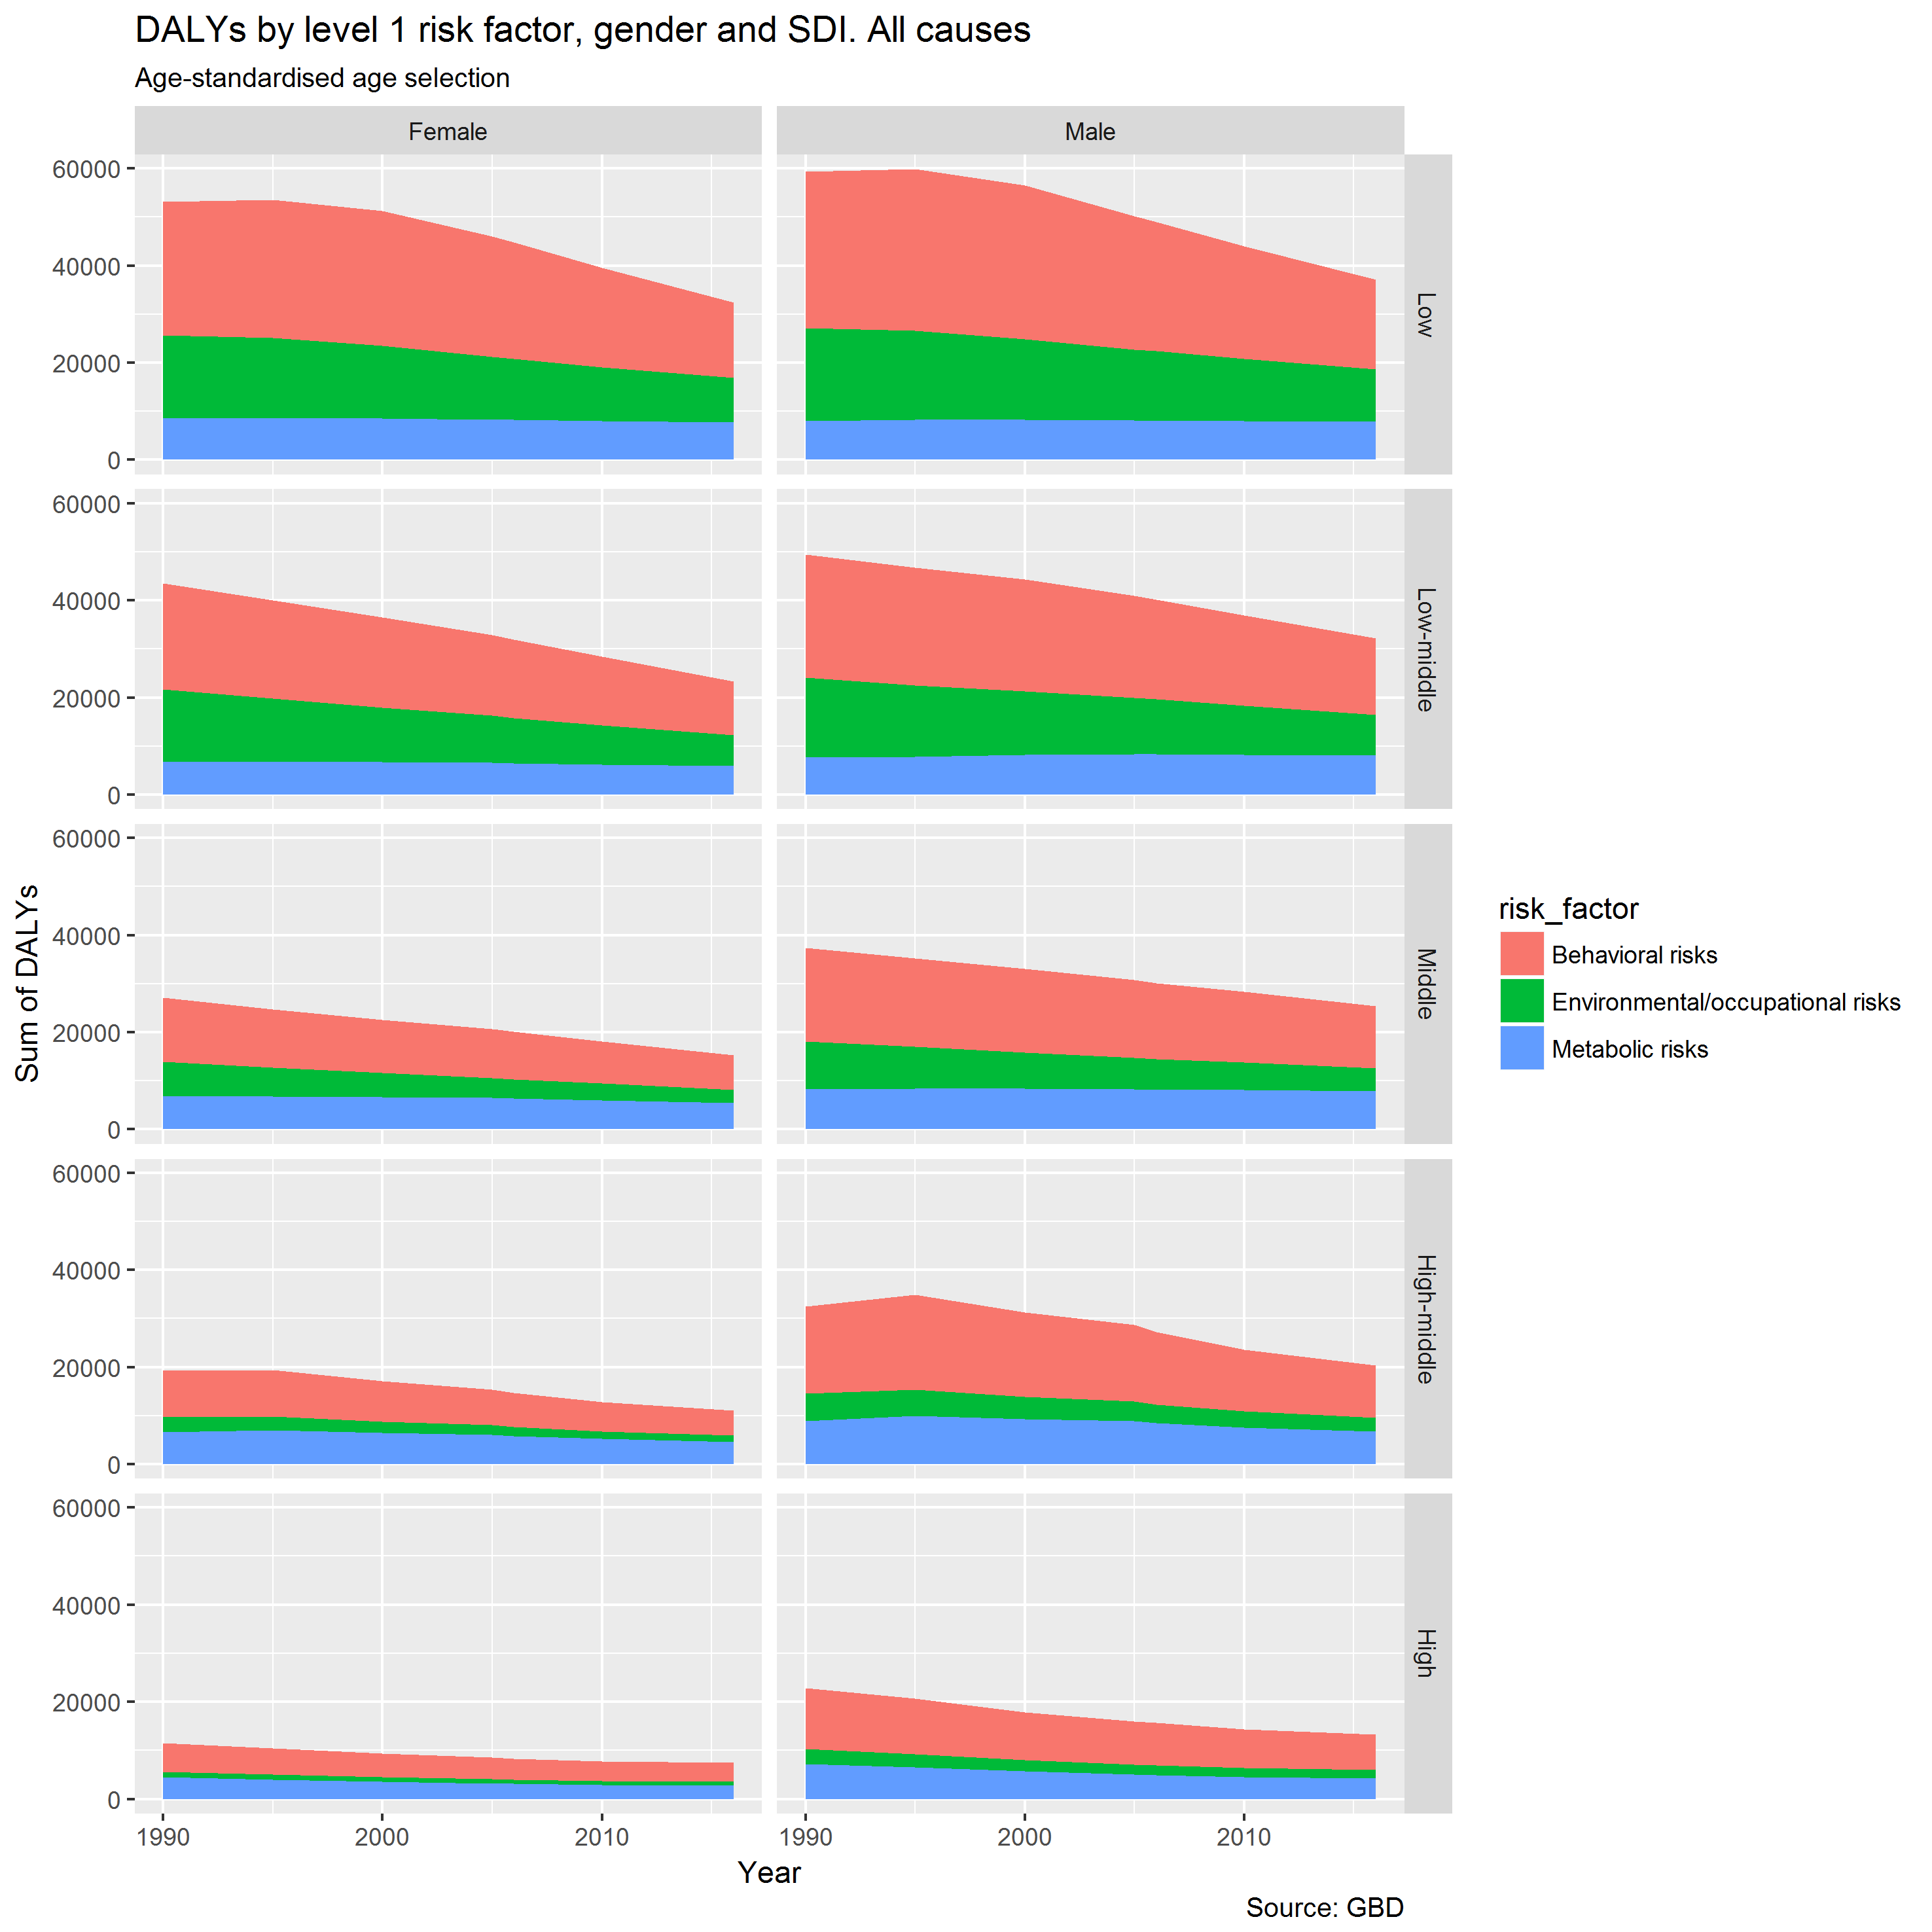 DALYs by level 1 risk factor, gender and SDI. All causes
Age-standardised age selection
Female Male
60000
40000
20000
0
Low
60000
40000
20000
0
Low-middle
60000
40000
20000
0
Middle
60000
40000
20000
0
High-middle
60000
40000
20000
0
High
Sum of DALYs
1990 2000 2010 1990 2000 2010
Year
risk_factor
Behavioral risks
Environmental/occupational risks
Metabolic risks
Source: GBD